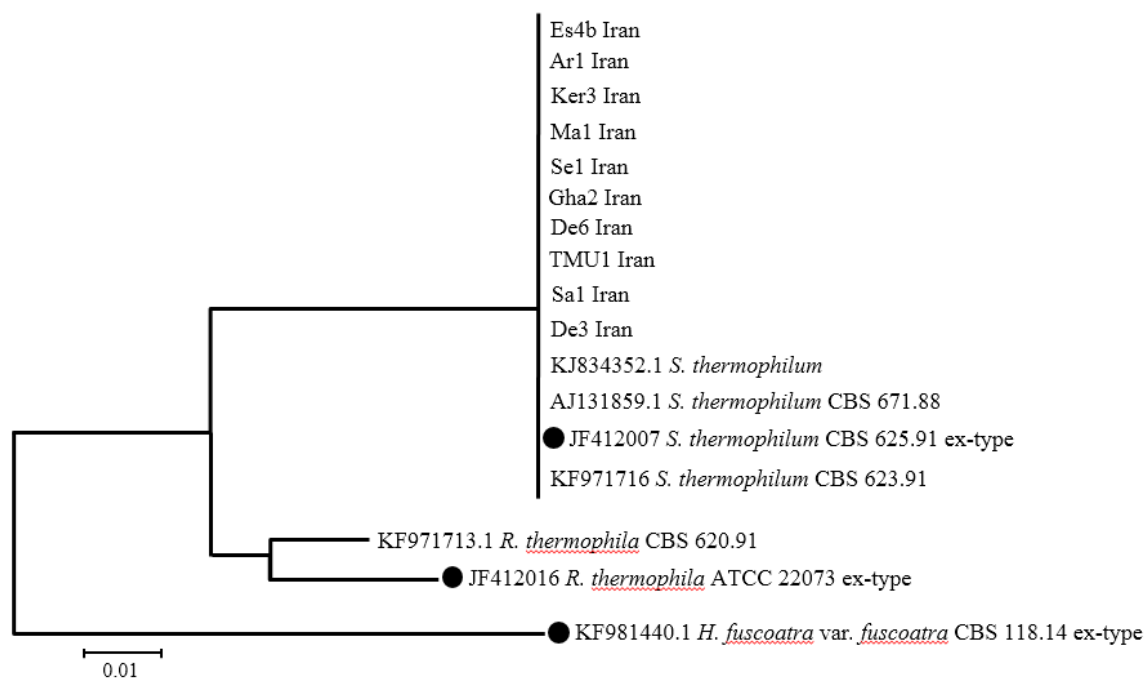 Es4b Iran
Ar1 Iran
Ker3 Iran
Ma1 Iran
Se1 Iran
Gha2 Iran
De6 Iran
TMU1 Iran
Sa1 Iran
De3 Iran
KJ834352.1 S. thermophilum
AJ131859.1 S. thermophilum CBS 671.88
JF412007 S. thermophilum CBS 625.91 ex-type
KF971716 S. thermophilum CBS 623.91
KF971713.1 R. thermophila CBS 620.91
JF412016 R. thermophila ATCC 22073 ex-type
KF981440.1 H. fuscoatra var. fuscoatra CBS 118.14 ex-type
0.01